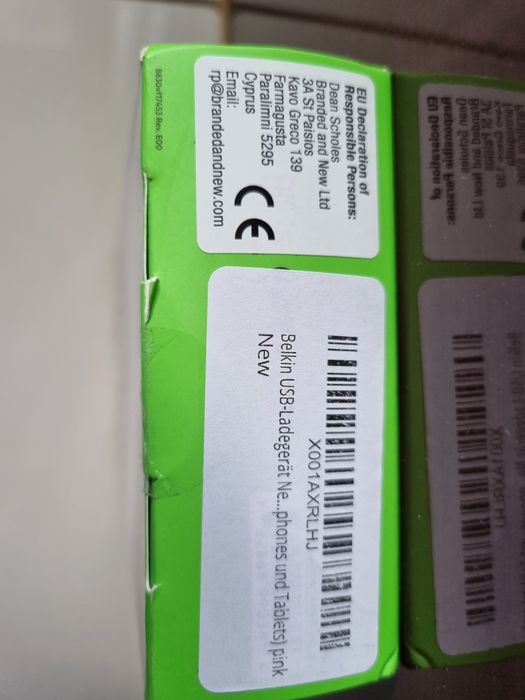 EU Declaration of
Responsible Persons:
Dean Scholes
Branded and New Ltd
3A St Paisios
Kavo Greco 139
Farmagusta
Paralimni 5295
Cyprus
Email:
rp@brandedandnew.com
CE
X001AXRLHJ
Belkin USB-Ladegerät Ne...phones und Tablets) pink
New